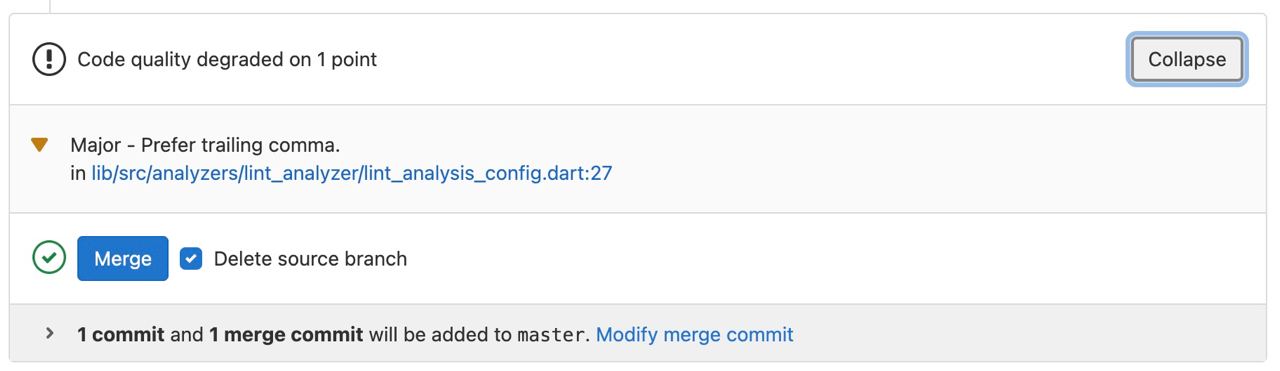 Code quality degraded on 1 point
Collapse
Major - Prefer trailing comma.
in lib/src/analyzers/lint_analyzer/lint_analysis_config.dart:27
Merge
Delete source branch
1 commit and 1 merge commit will be added to master. Modify merge commit